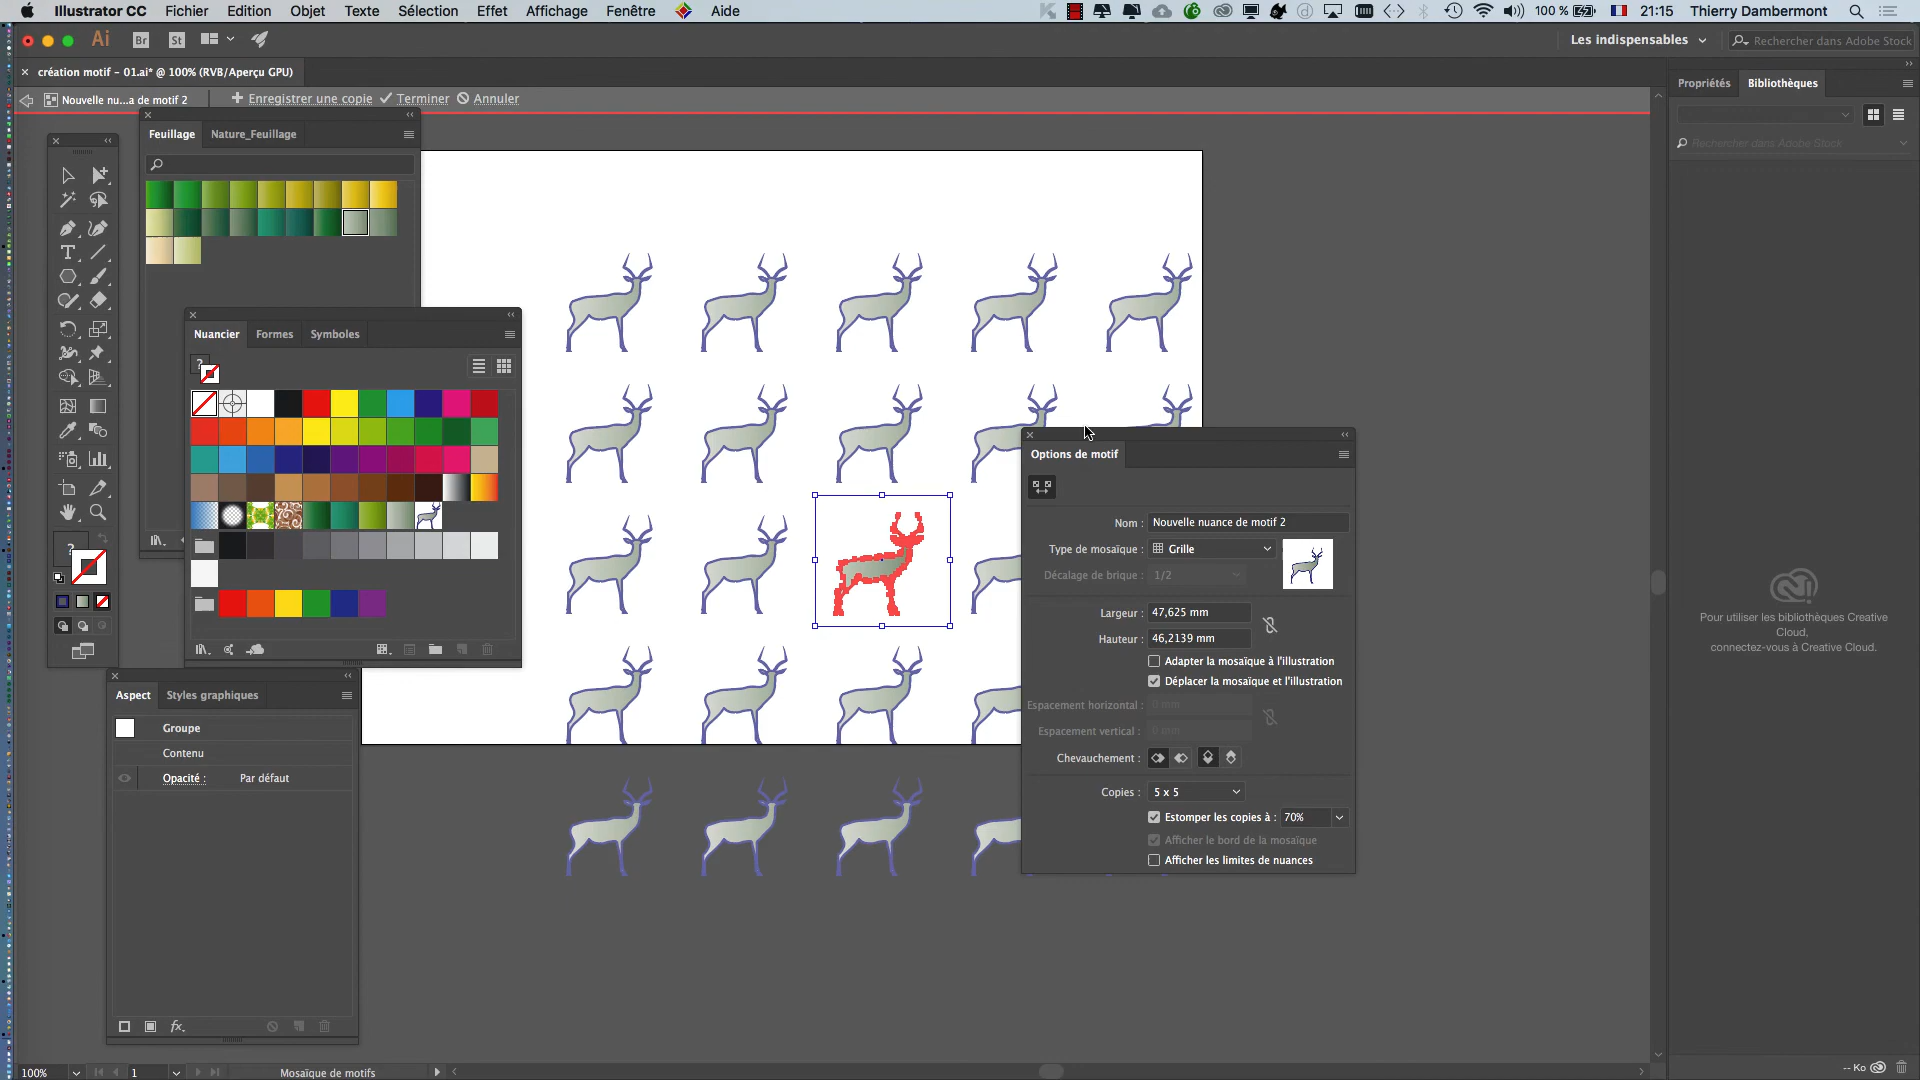 Illustrator CC Fichier Edition Objet Texte Sélection Effet Affichage Fenêtre Aide 100 % 21:15 Thierry Dambermont
Ai Br St Les indispensables Rechercher dans Adobe Stock
création motif – 01.ai* @ 100% (RVB/Aperçu GPU)
Nouvelle nu...a de motif 2 Enregistrer une copie Terminer Annuler
Propriétés Bibliothèques
Feuillage Nature_Feuillage
Rechercher dans Adobe Stock
Nuancier Formes Symboles
Options de motif
Nom : Nouvelle nuance de motif 2
Type de mosaïque : Grille
Décalage de brique : 1/2
Largeur : 47,625 mm
Hauteur : 46,2139 mm
Adapter la mosaïque à l'illustration
Déplacer la mosaïque et l'illustration
Espacement horizontal : 0 mm
Espacement vertical : 0 mm
Chevauchement :
Copies : 5 x 5
Estomper les copies à : 70%
Afficher le bord de la mosaïque
Afficher les limites de nuances
Pour utiliser les bibliothèques Creative
Cloud,
connectez-vous à Creative Cloud.
Aspect Styles graphiques
Groupe
Contenu
Opacité : Par défaut
fx
100% 1 Mosaïque de motifs
-- Ko